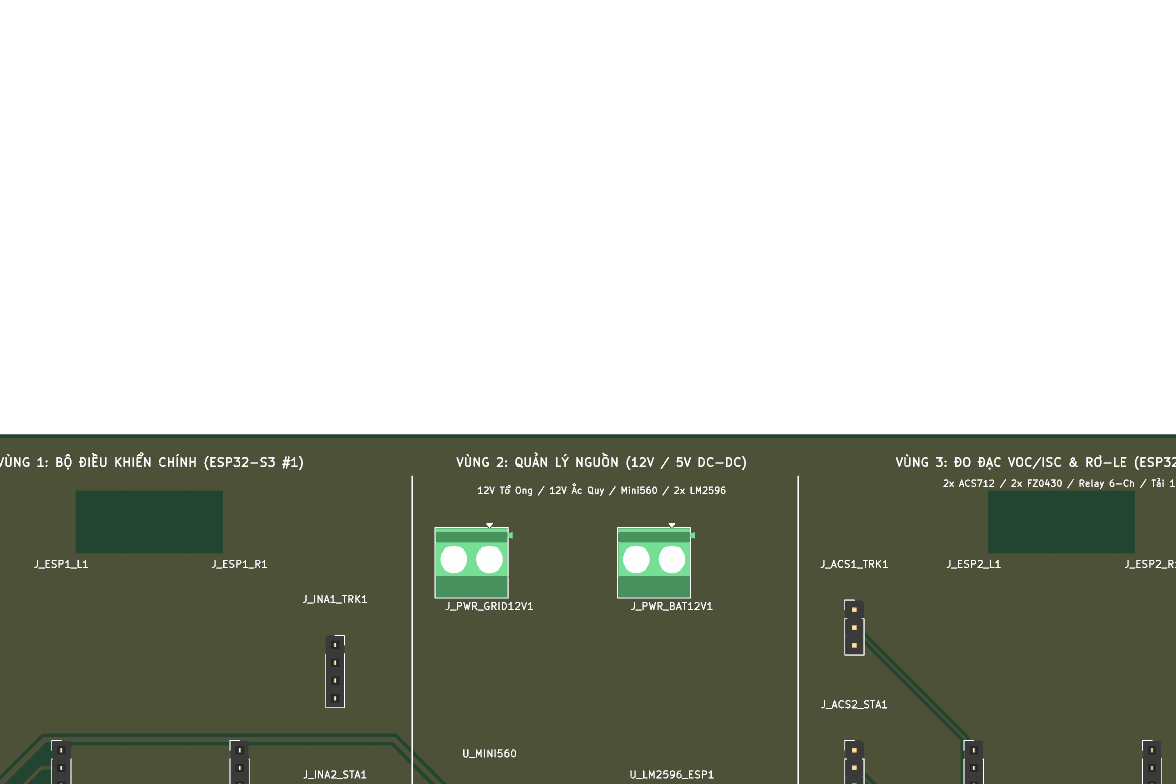 VÙNG 1: BỘ ĐIỀU KHIỂN CHÍNH (ESP32-S3 #1)
VÙNG 2: QUẢN LÝ NGUỒN (12V / 5V DC-DC)
VÙNG 3: ĐO ĐẠC VOC/ISC & RƠ-LE (ESP32
12V Tổ Ong / 12V Ắc Quy / Mini560 / 2x LM2596
2x ACS712 / 2x FZ0430 / Relay 6-Ch / Tải 1
J_ESP1_L1
J_ESP1_R1
J_ACS1_TRK1
J_ESP2_L1
J_ESP2_R1
J_INA1_TRK1
J_PWR_GRID12V1
J_PWR_BAT12V1
J_ACS2_STA1
U_MINI560
J_INA2_STA1
U_LM2596_ESP1